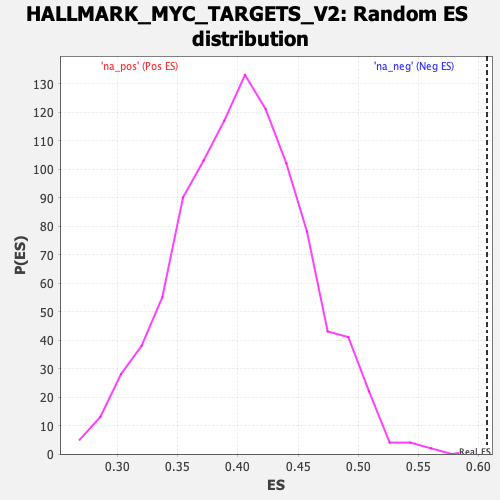 HALLMARK_MYC_TARGETS_V2: Random ES
distribution
'na_pos' (Pos ES)
'na_neg' (Neg ES)
130
120
110
100
90
80
70
60
50
40
30
20
10
0
P(ES)
Real ES
0.30 0.35 0.40 0.45 0.50 0.55 0.60
ES